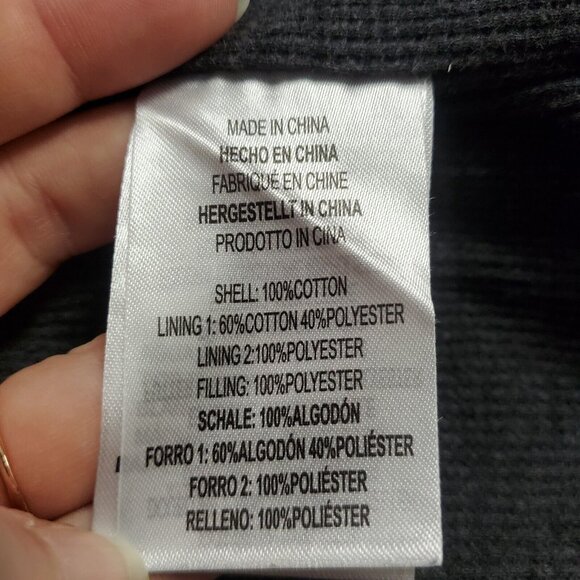 MADE IN CHINA
HECHO EN CHINA
FABRIQUÉ EN CHINE
HERGESTELLT IN CHINA
PRODOTTO IN CINA
SHELL: 100%COTTON
LINING 1: 60%COTTON 40%POLYESTER
LINING 2:100%POLYESTER
FILLING: 100%POLYESTER
SCHALE: 100%ALGODÓN
FORRO 1: 60%ALGODÓN 40%POLIÉSTER
FORRO 2: 100%POLIÉSTER
RELLENO: 100%POLIÉSTER